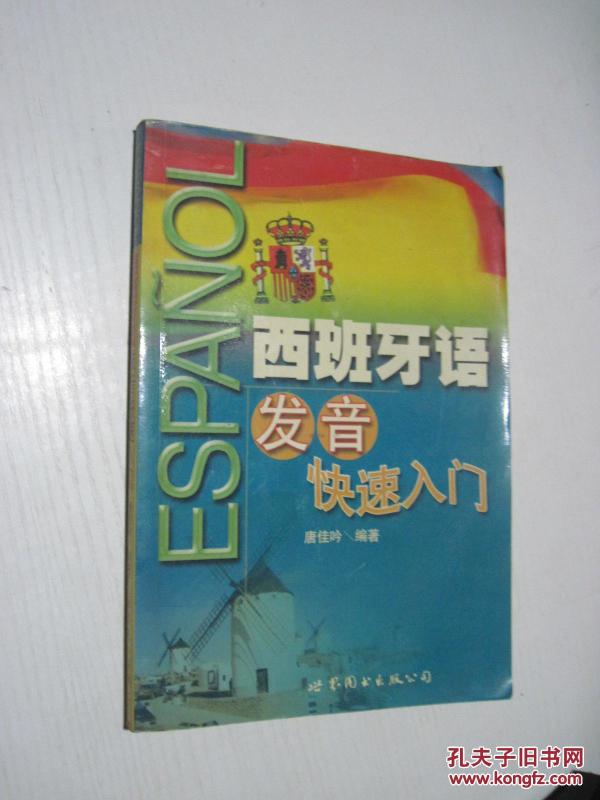 ESPAÑOL
西班牙语
发音
快速入门
唐佳吟\编著
世界图书出版公司
孔夫子旧书网
www.kongfz.com